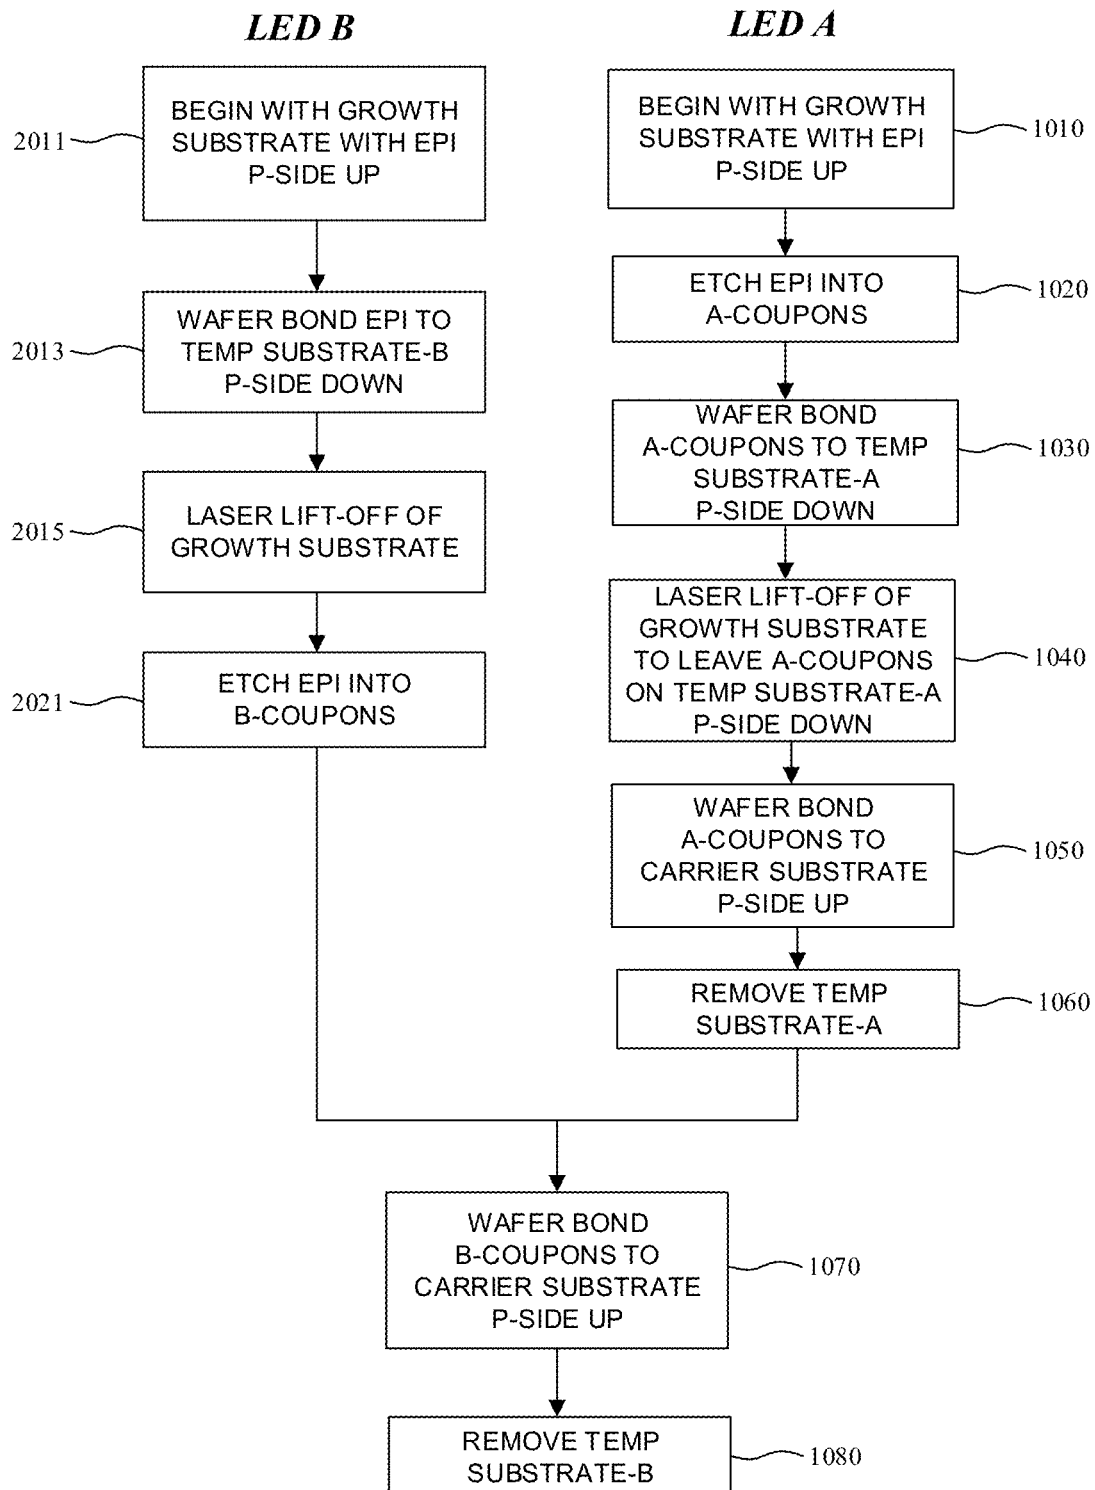 LED B
BEGIN WITH GROWTH
SUBSTRATE WITH EPI
P-SIDE UP
2011
WAFER BOND EPI TO
TEMP SUBSTRATE-B
P-SIDE DOWN
2013
LASER LIFT-OFF OF
GROWTH SUBSTRATE
2015
ETCH EPI INTO
B-COUPONS
2021
LED A
BEGIN WITH GROWTH
SUBSTRATE WITH EPI
P-SIDE UP
1010
ETCH EPI INTO
A-COUPONS
1020
WAFER BOND
A-COUPONS TO TEMP
SUBSTRATE-A
P-SIDE DOWN
1030
LASER LIFT-OFF OF
GROWTH SUBSTRATE
TO LEAVE A-COUPONS
ON TEMP SUBSTRATE-A
P-SIDE DOWN
1040
WAFER BOND
A-COUPONS TO
CARRIER SUBSTRATE
P-SIDE UP
1050
REMOVE TEMP
SUBSTRATE-A
1060
WAFER BOND
B-COUPONS TO
CARRIER SUBSTRATE
P-SIDE UP
1070
REMOVE TEMP
SUBSTRATE-B
1080